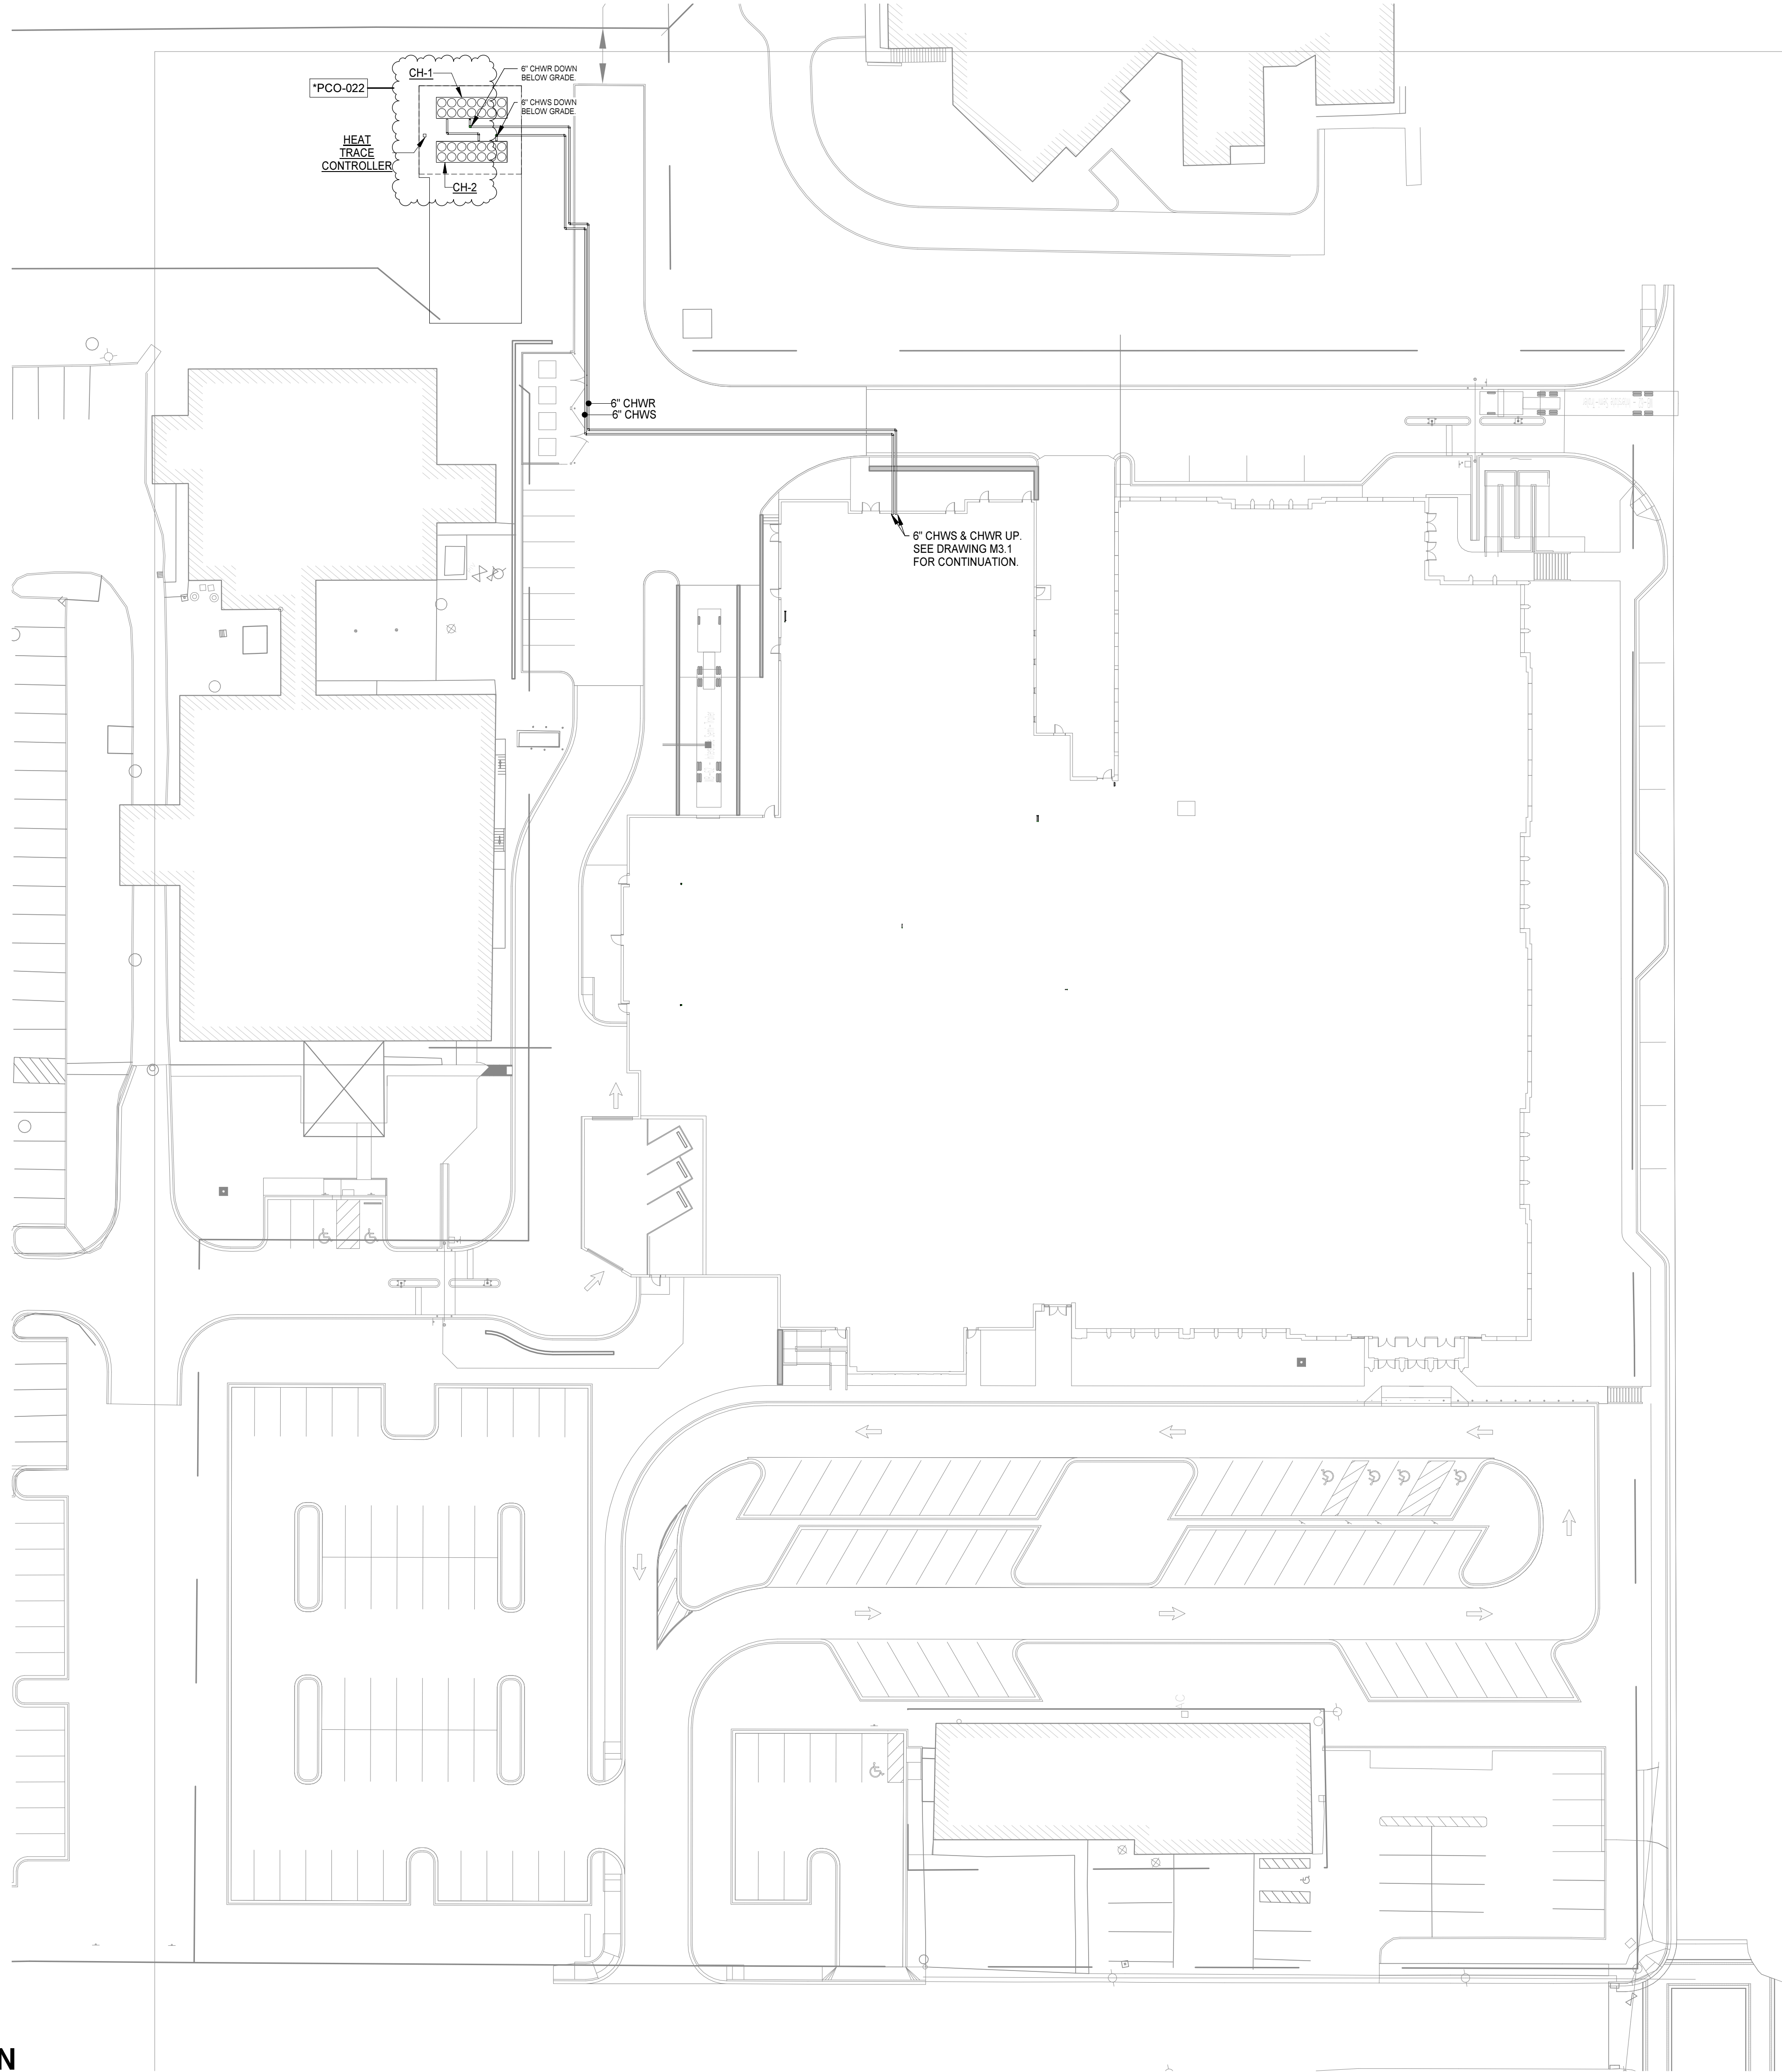 *PCO-022
CH-1
6" CHWR DOWN
BELOW GRADE.
6" CHWS DOWN
BELOW GRADE.
HEAT
TRACE
CONTROLLER
CH-2
6" CHWR
6" CHWS
6" CHWS & CHWR UP.
SEE DRAWING M3.1
FOR CONTINUATION.
N